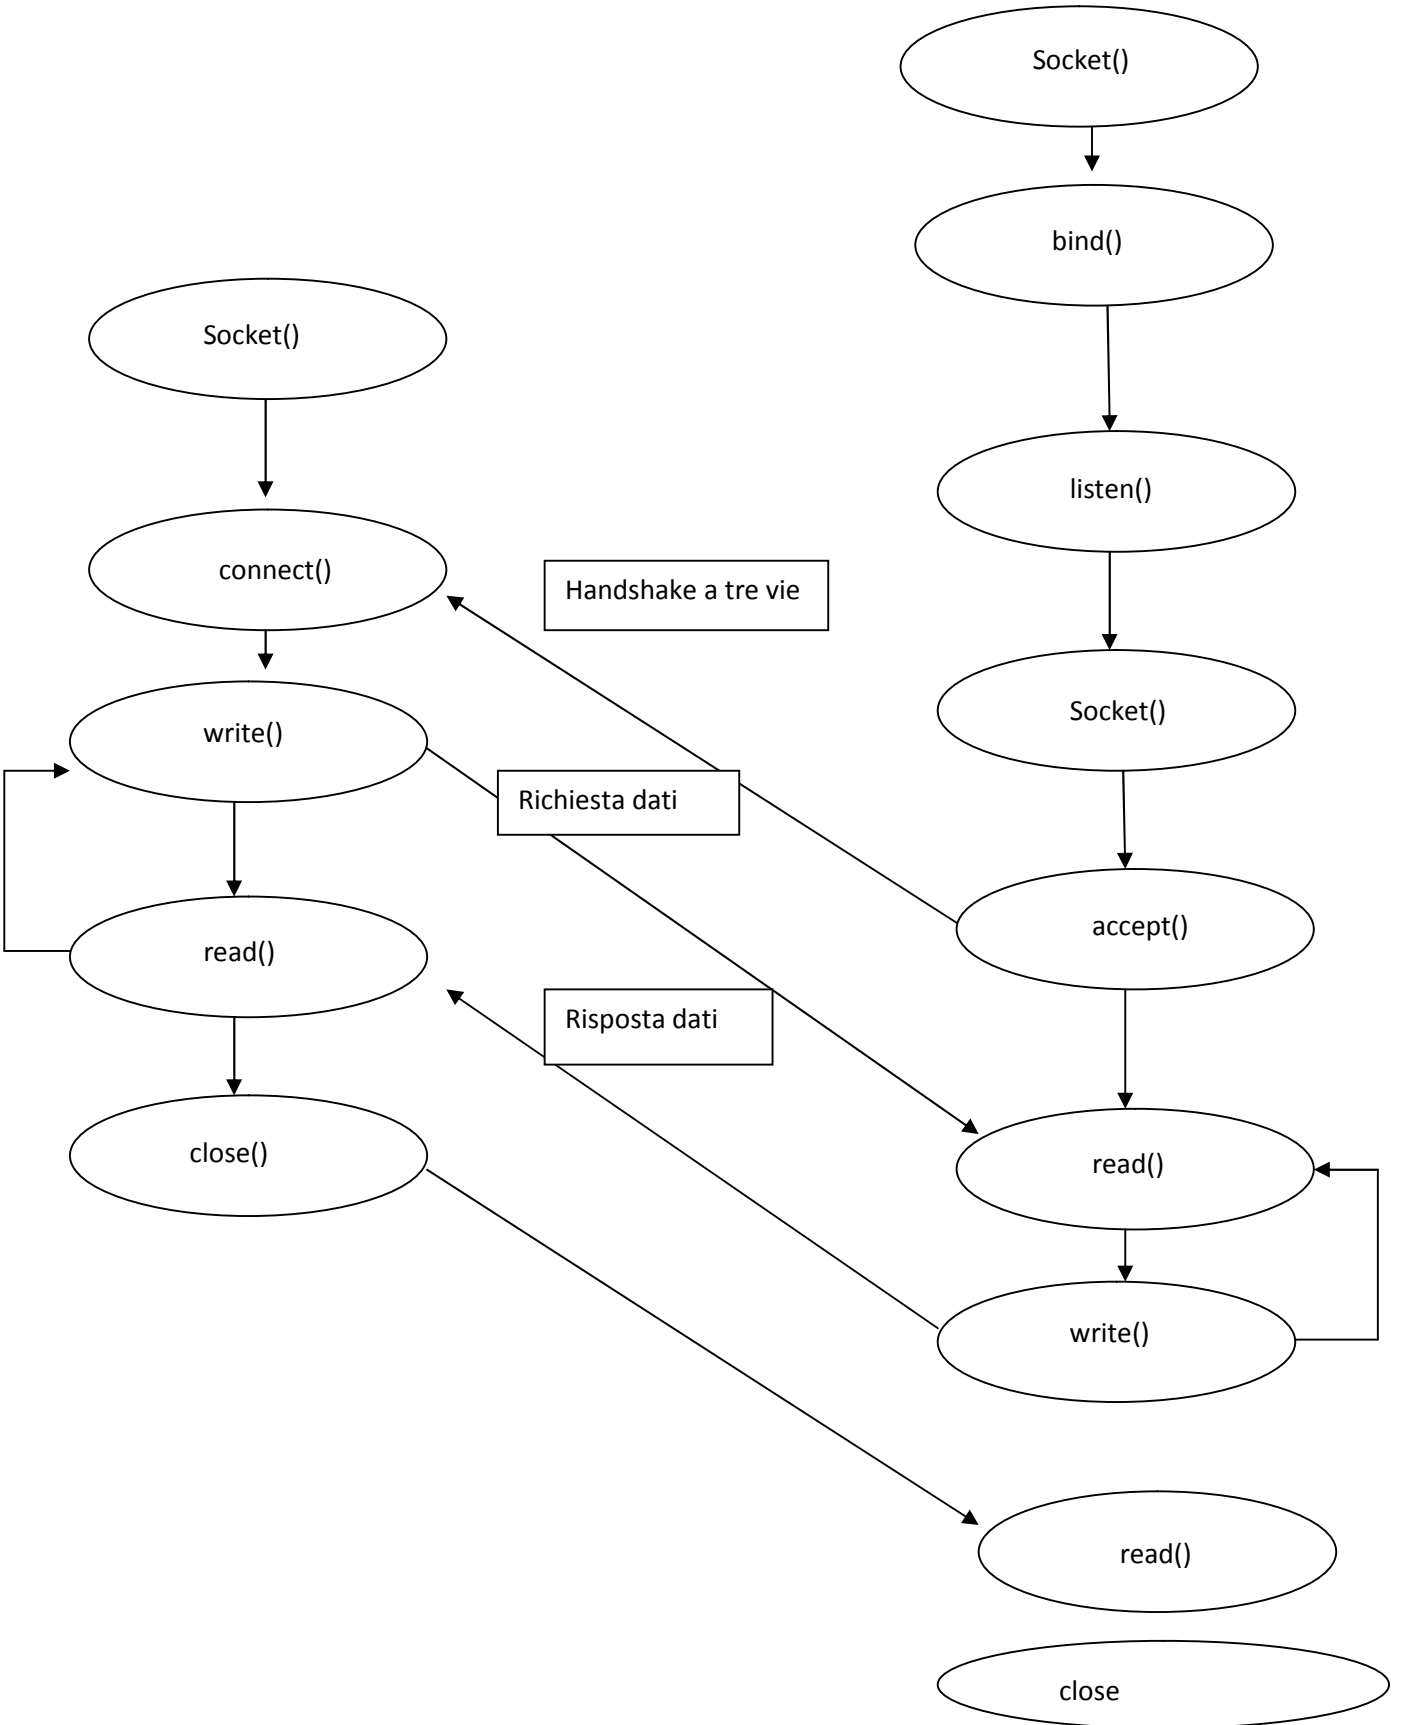 Socket()
bind()
Socket()
listen()
connect()
Handshake a tre vie
Socket()
write()
Richiesta dati
accept()
read()
Risposta dati
close()
read()
write()
read()
close